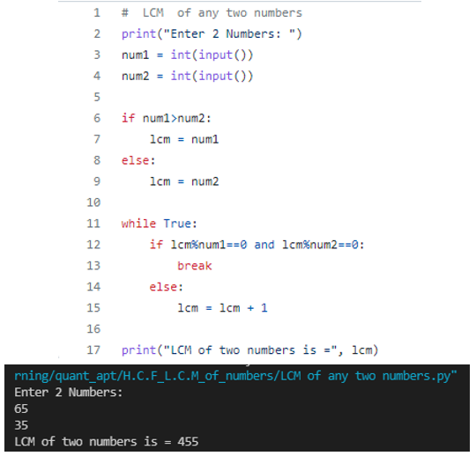 1 # LCM of any two numbers
2 print("Enter 2 Numbers: ")
3 num1 = int(input())
4 num2 = int(input())
5
6 if num1>num2:
7 lcm = num1
8 else:
9 lcm = num2
10
11 while True:
12 if lcm%num1==0 and lcm%num2==0:
13 break
14 else:
15 lcm = lcm + 1
16
17 print("LCM of two numbers is =", lcm)
rning/quant_apt/H.C.F_L.C.M_of_numbers/LCM of any two numbers.py"
Enter 2 Numbers:
65
35
LCM of two numbers is = 455